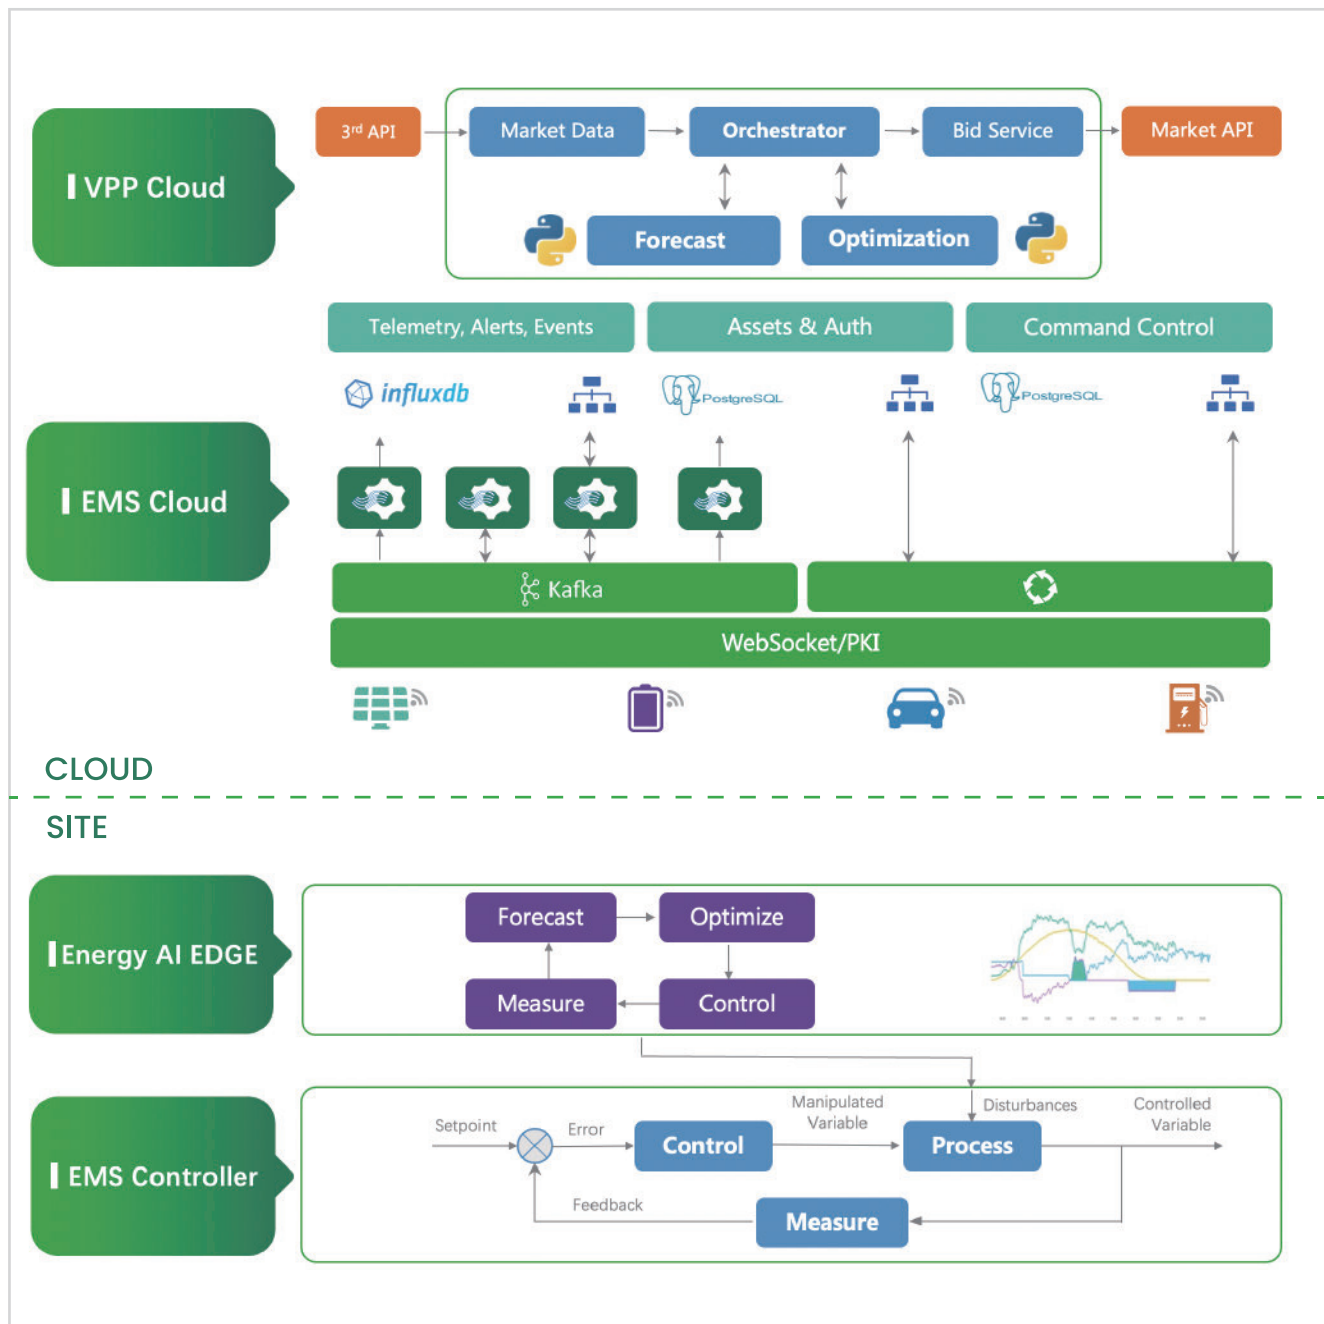 VPP Cloud
3rd API
Market Data
Orchestrator
Bid Service
Market API
Forecast
Optimization
Telemetry, Alerts, Events
Assets & Auth
Command Control
influxdb
PostgreSQL
PostgreSQL
EMS Cloud
Kafka
WebSocket/PKI
CLOUD
SITE
Energy AI EDGE
Forecast
Optimize
Measure
Control
EMS Controller
Setpoint
Error
Control
Manipulated
Variable
Disturbances
Process
Controlled
Variable
Feedback
Measure